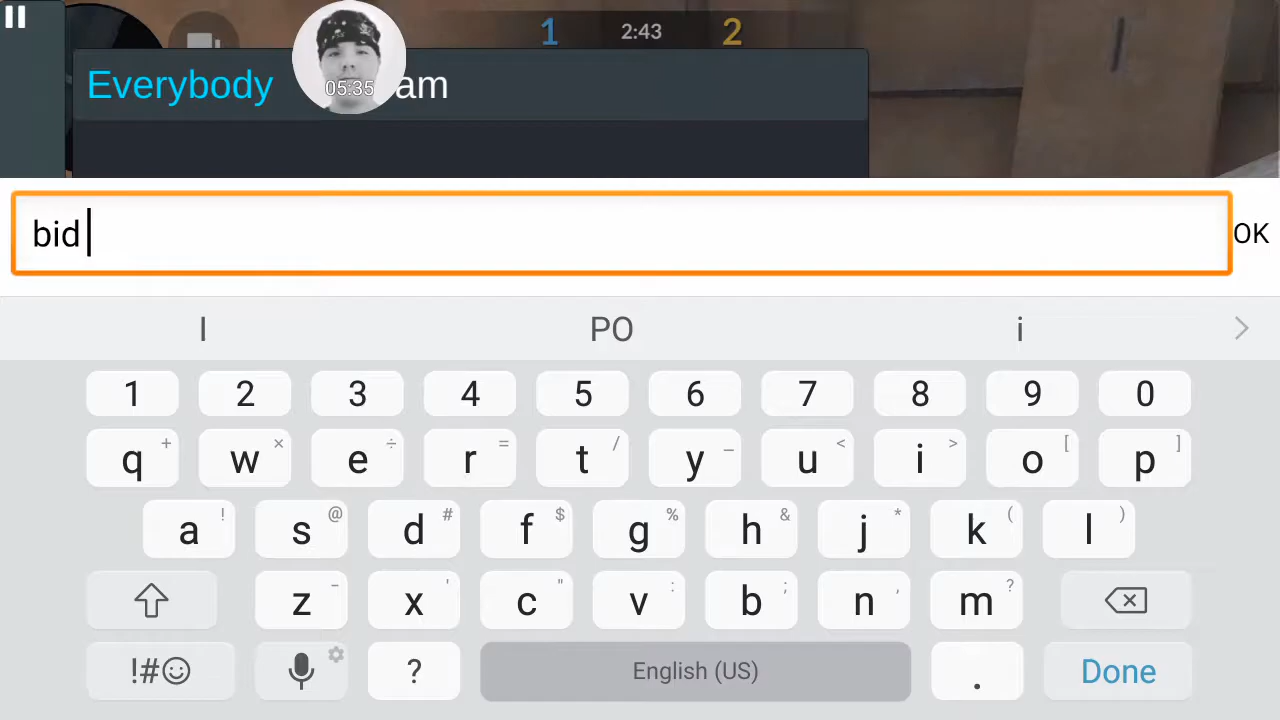 1 2:43 2
Everybody am
05:35
bid
OK
I PO i
1 2 3 4 5 6 7 8 9 0
q + w × e ÷ r = t / y _ u < i > o [ p ]
a ! s @ d # f $ g % h & j * k ( l )
z - x ' c " v : b ; n , m ?
!#☺ ? English (US) . Done